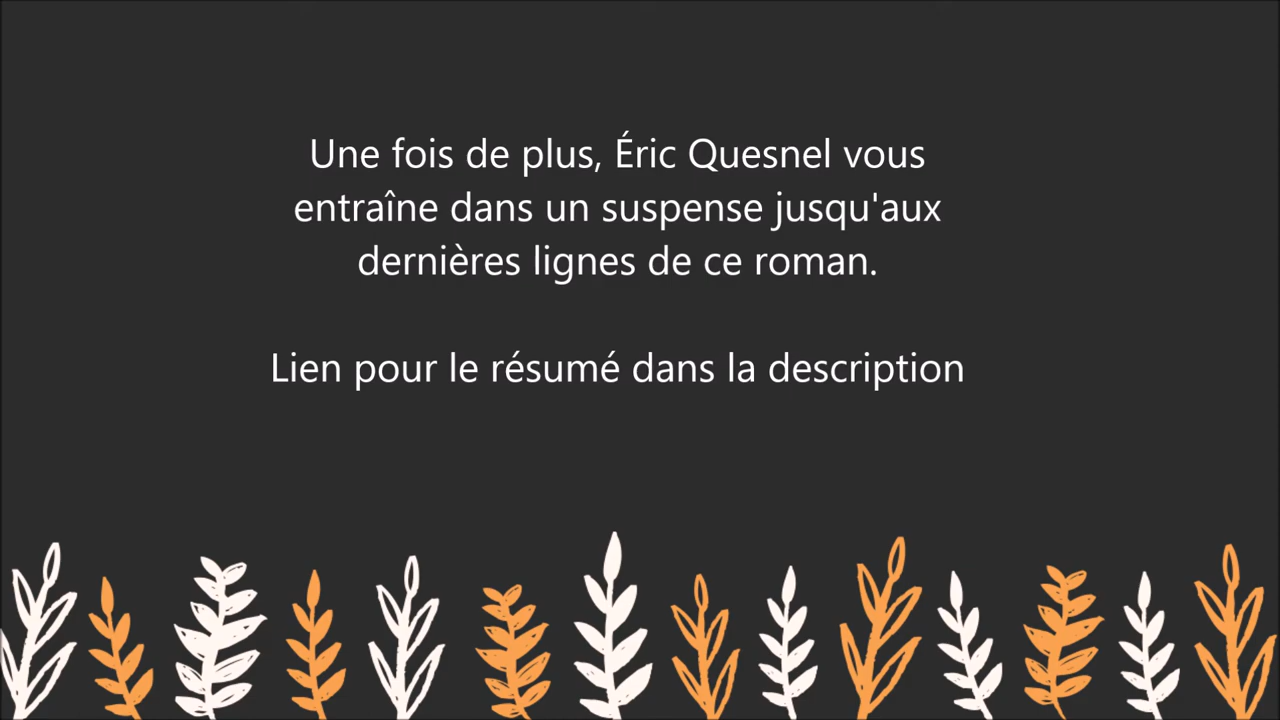 Une fois de plus, Éric Quesnel vous
entraîne dans un suspense jusqu'aux
dernières lignes de ce roman.
Lien pour le résumé dans la description